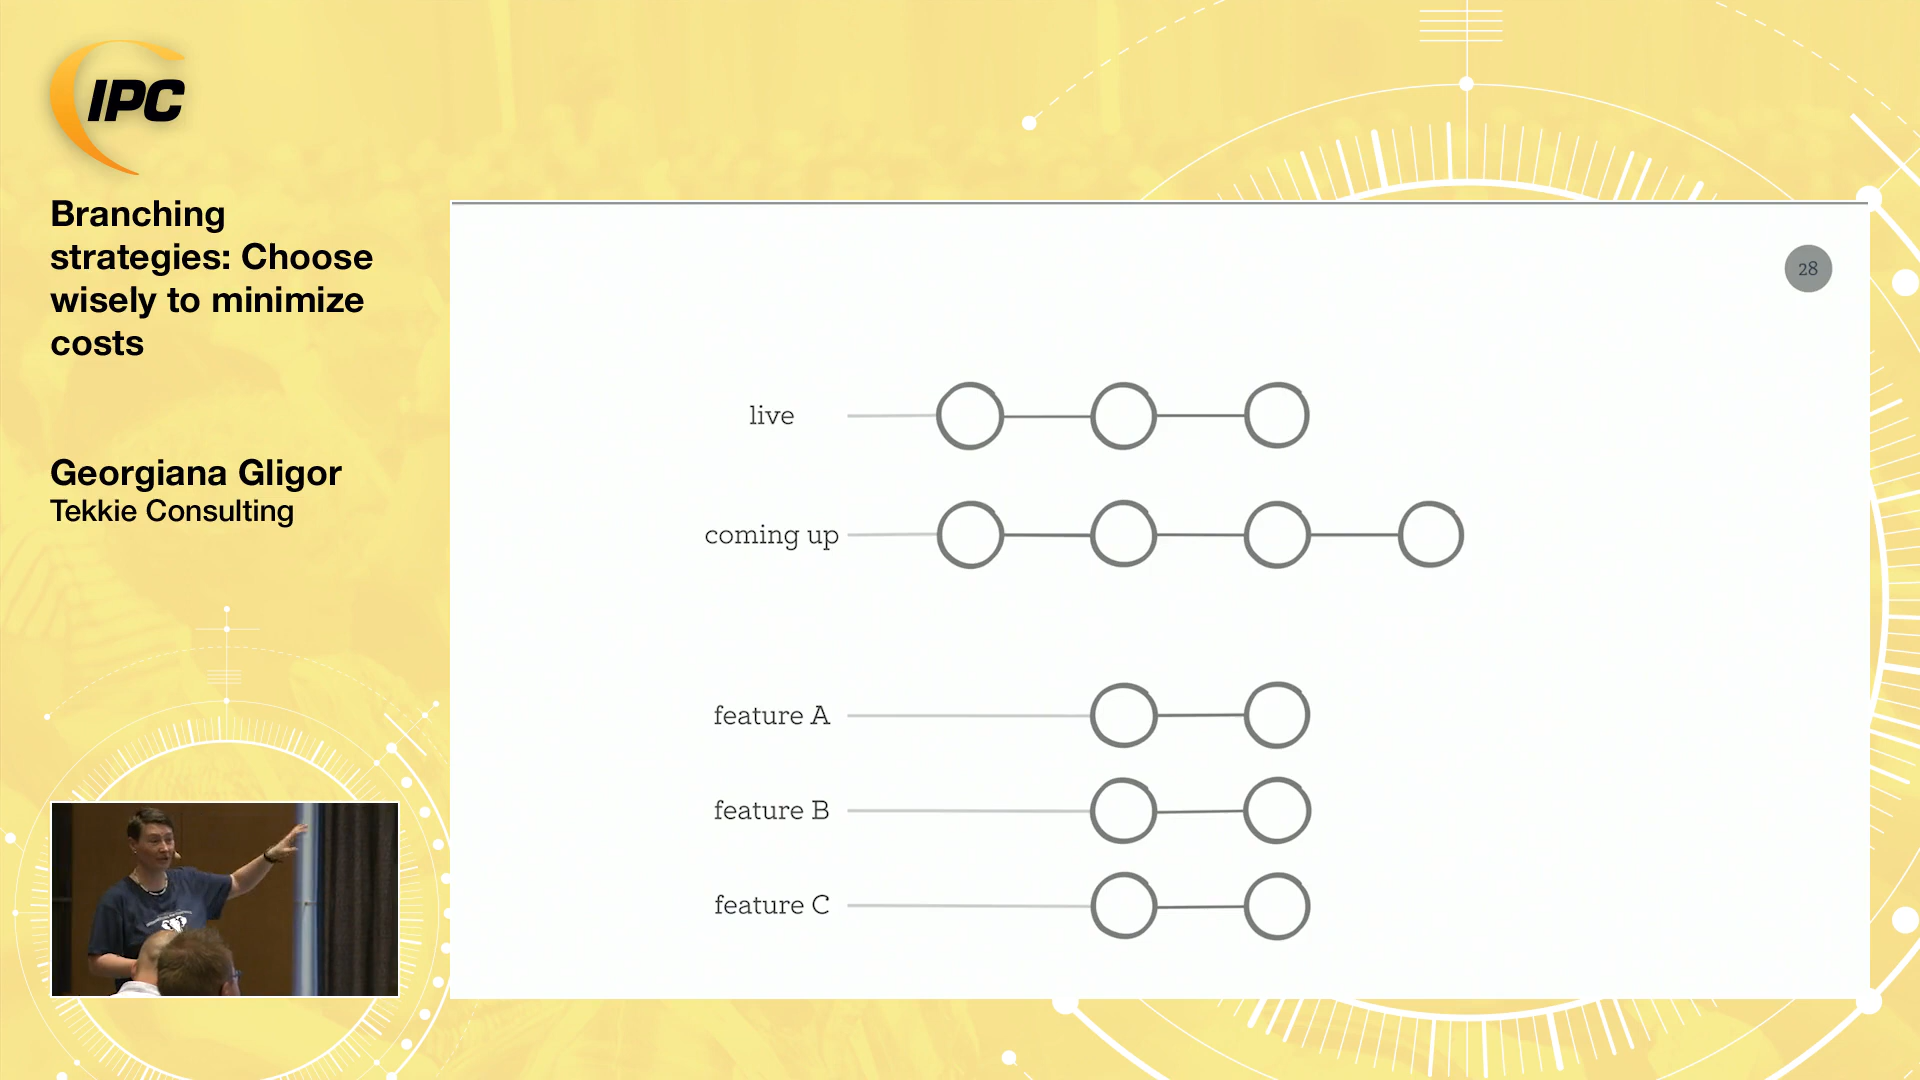 IPC
Branching
strategies: Choose
wisely to minimize
costs
Georgiana Gligor
Tekkie Consulting
28
live
coming up
feature A
feature B
feature C